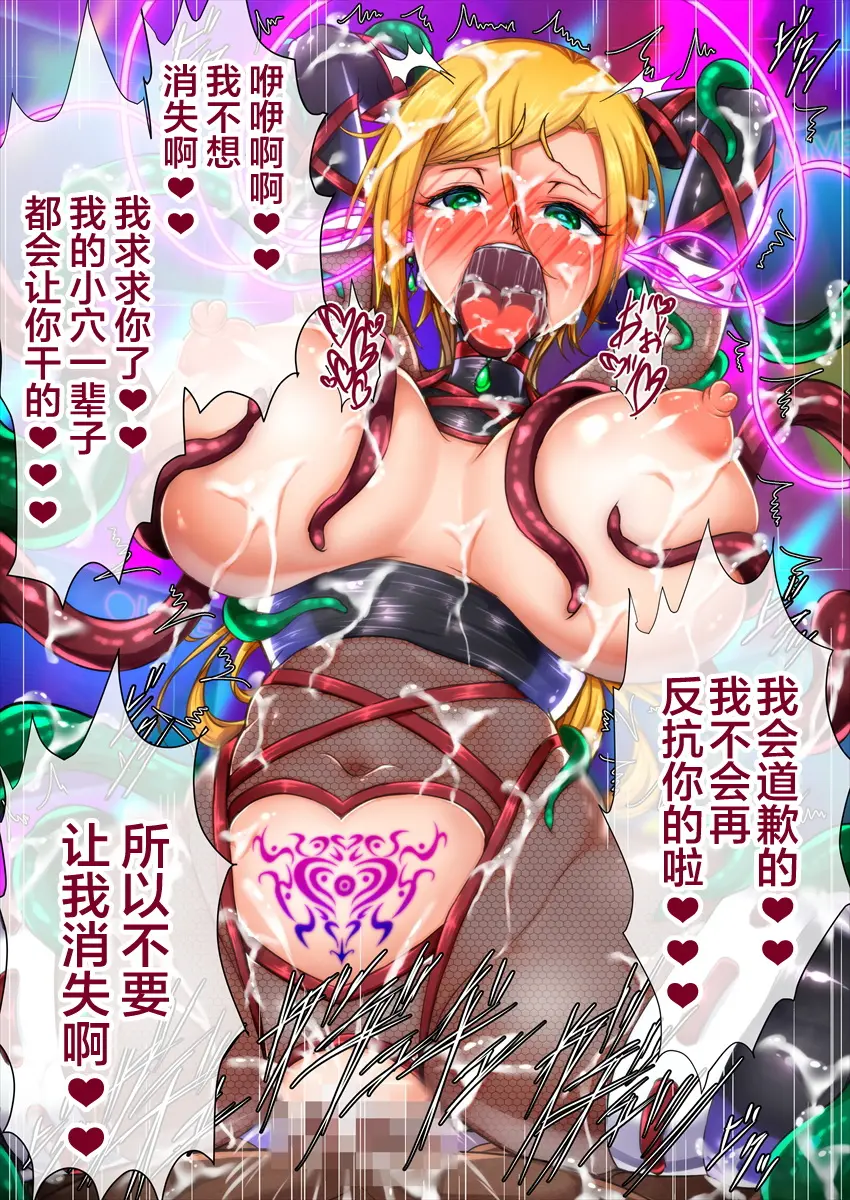 咿咿啊啊♥♥
我不想
消失啊♥♥
我求求你了♥♥
我的小穴一辈子
都会让你干的♥♥♥
我会道歉的♥♥
我不会再
反抗你的啦♥♥♥
所以不要
让我消失啊♥♥